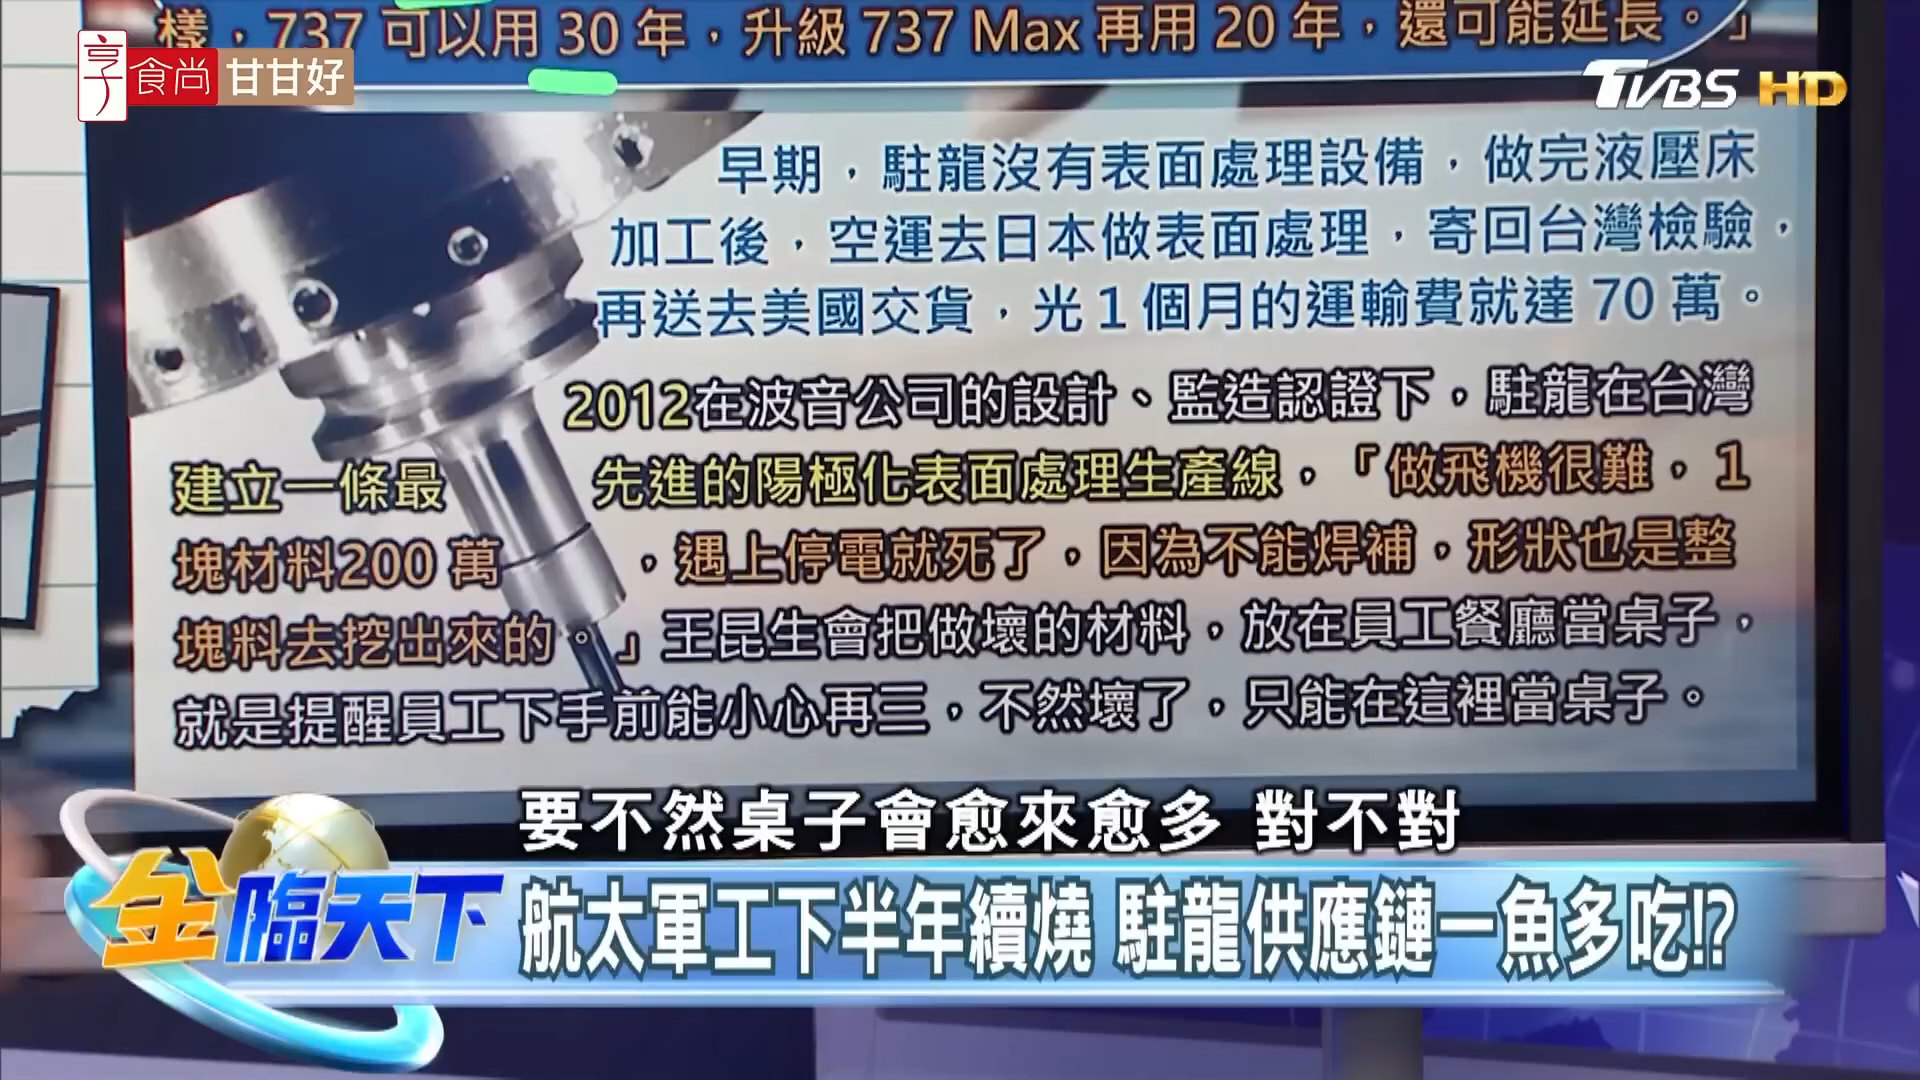 樣，737 可以用 30 年，升級 737 Max 再用 20 年，還可能延長。」
享 食尚 甘甘好
TVBS HD
早期，駐龍沒有表面處理設備，做完液壓床
加工後，空運去日本做表面處理，寄回台灣檢驗，
再送去美國交貨，光 1 個月的運輸費就達 70 萬。
2012在波音公司的設計、監造認證下，駐龍在台灣
建立一條最先進的陽極化表面處理生產線，「做飛機很難，1
塊材料200 萬，遇上停電就死了，因為不能焊補，形狀也是整
塊料去挖出來的。」王昆生會把做壞的材料，放在員工餐廳當桌子，
就是提醒員工下手前能小心再三，不然壞了，只能在這裡當桌子。
要不然桌子會愈來愈多 對不對
金臨天下
航太軍工下半年續燒 駐龍供應鏈一魚多吃!?